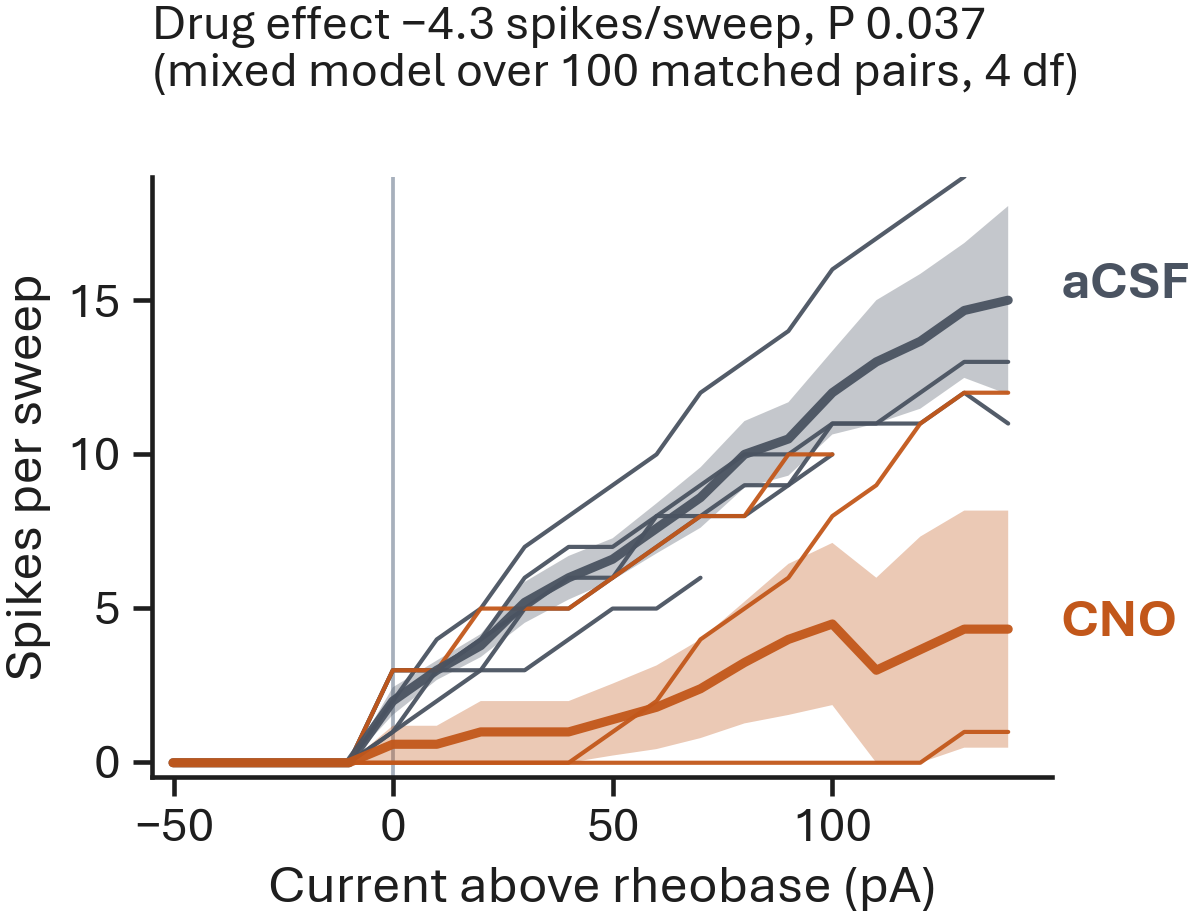 Drug effect −4.3 spikes/sweep, P 0.037
(mixed model over 100 matched pairs, 4 df)
Spikes per sweep
15
10
5
0
aCSF
CNO
−50
0
50
100
Current above rheobase (pA)